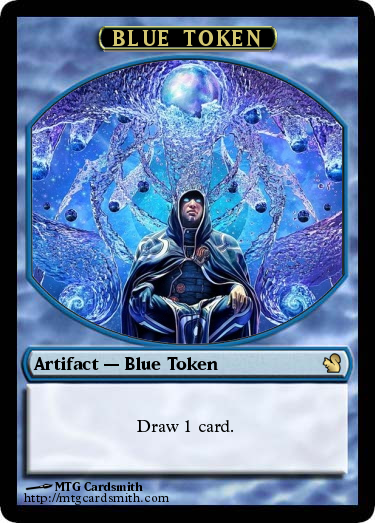 BLUE TOKEN
Artifact — Blue Token
Draw 1 card.
MTG Cardsmith
http://mtgcardsmith.com